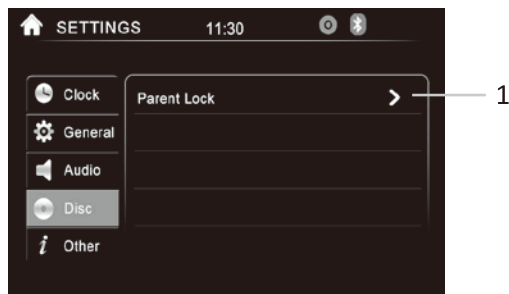 SETTINGS 11:30
Clock
Parent Lock
1
General
Audio
Disc
i Other